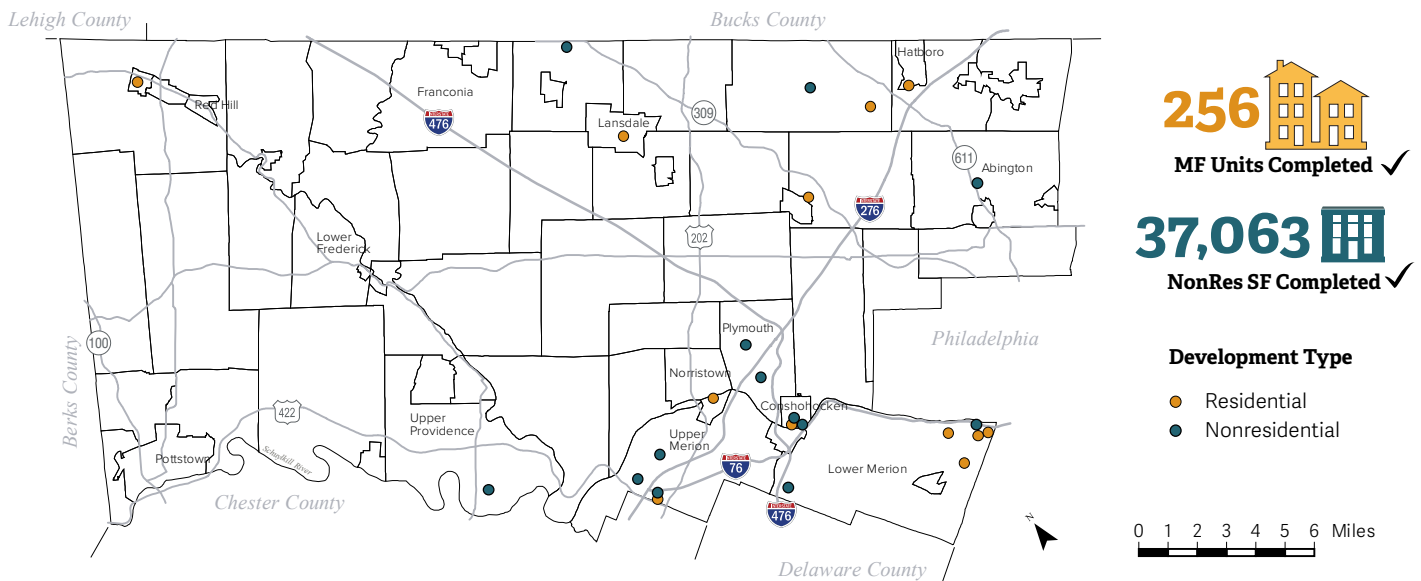 Lehigh County
Bucks County
Hatboro
Franconia
Red Hill
476
309
Lansdale
256
MF Units Completed
611
Abington
276
37,063
NonRes SF Completed
Lower
Frederick
202
Plymouth
Philadelphia
100
Berks County
Norristown
Development Type
Residential
Nonresidential
422
Conshohocken
Upper
Providence
Upper
Merion
Pottstown
Schuylkill River
76
Lower Merion
Chester County
476
N
0 1 2 3 4 5 6 Miles
Delaware County